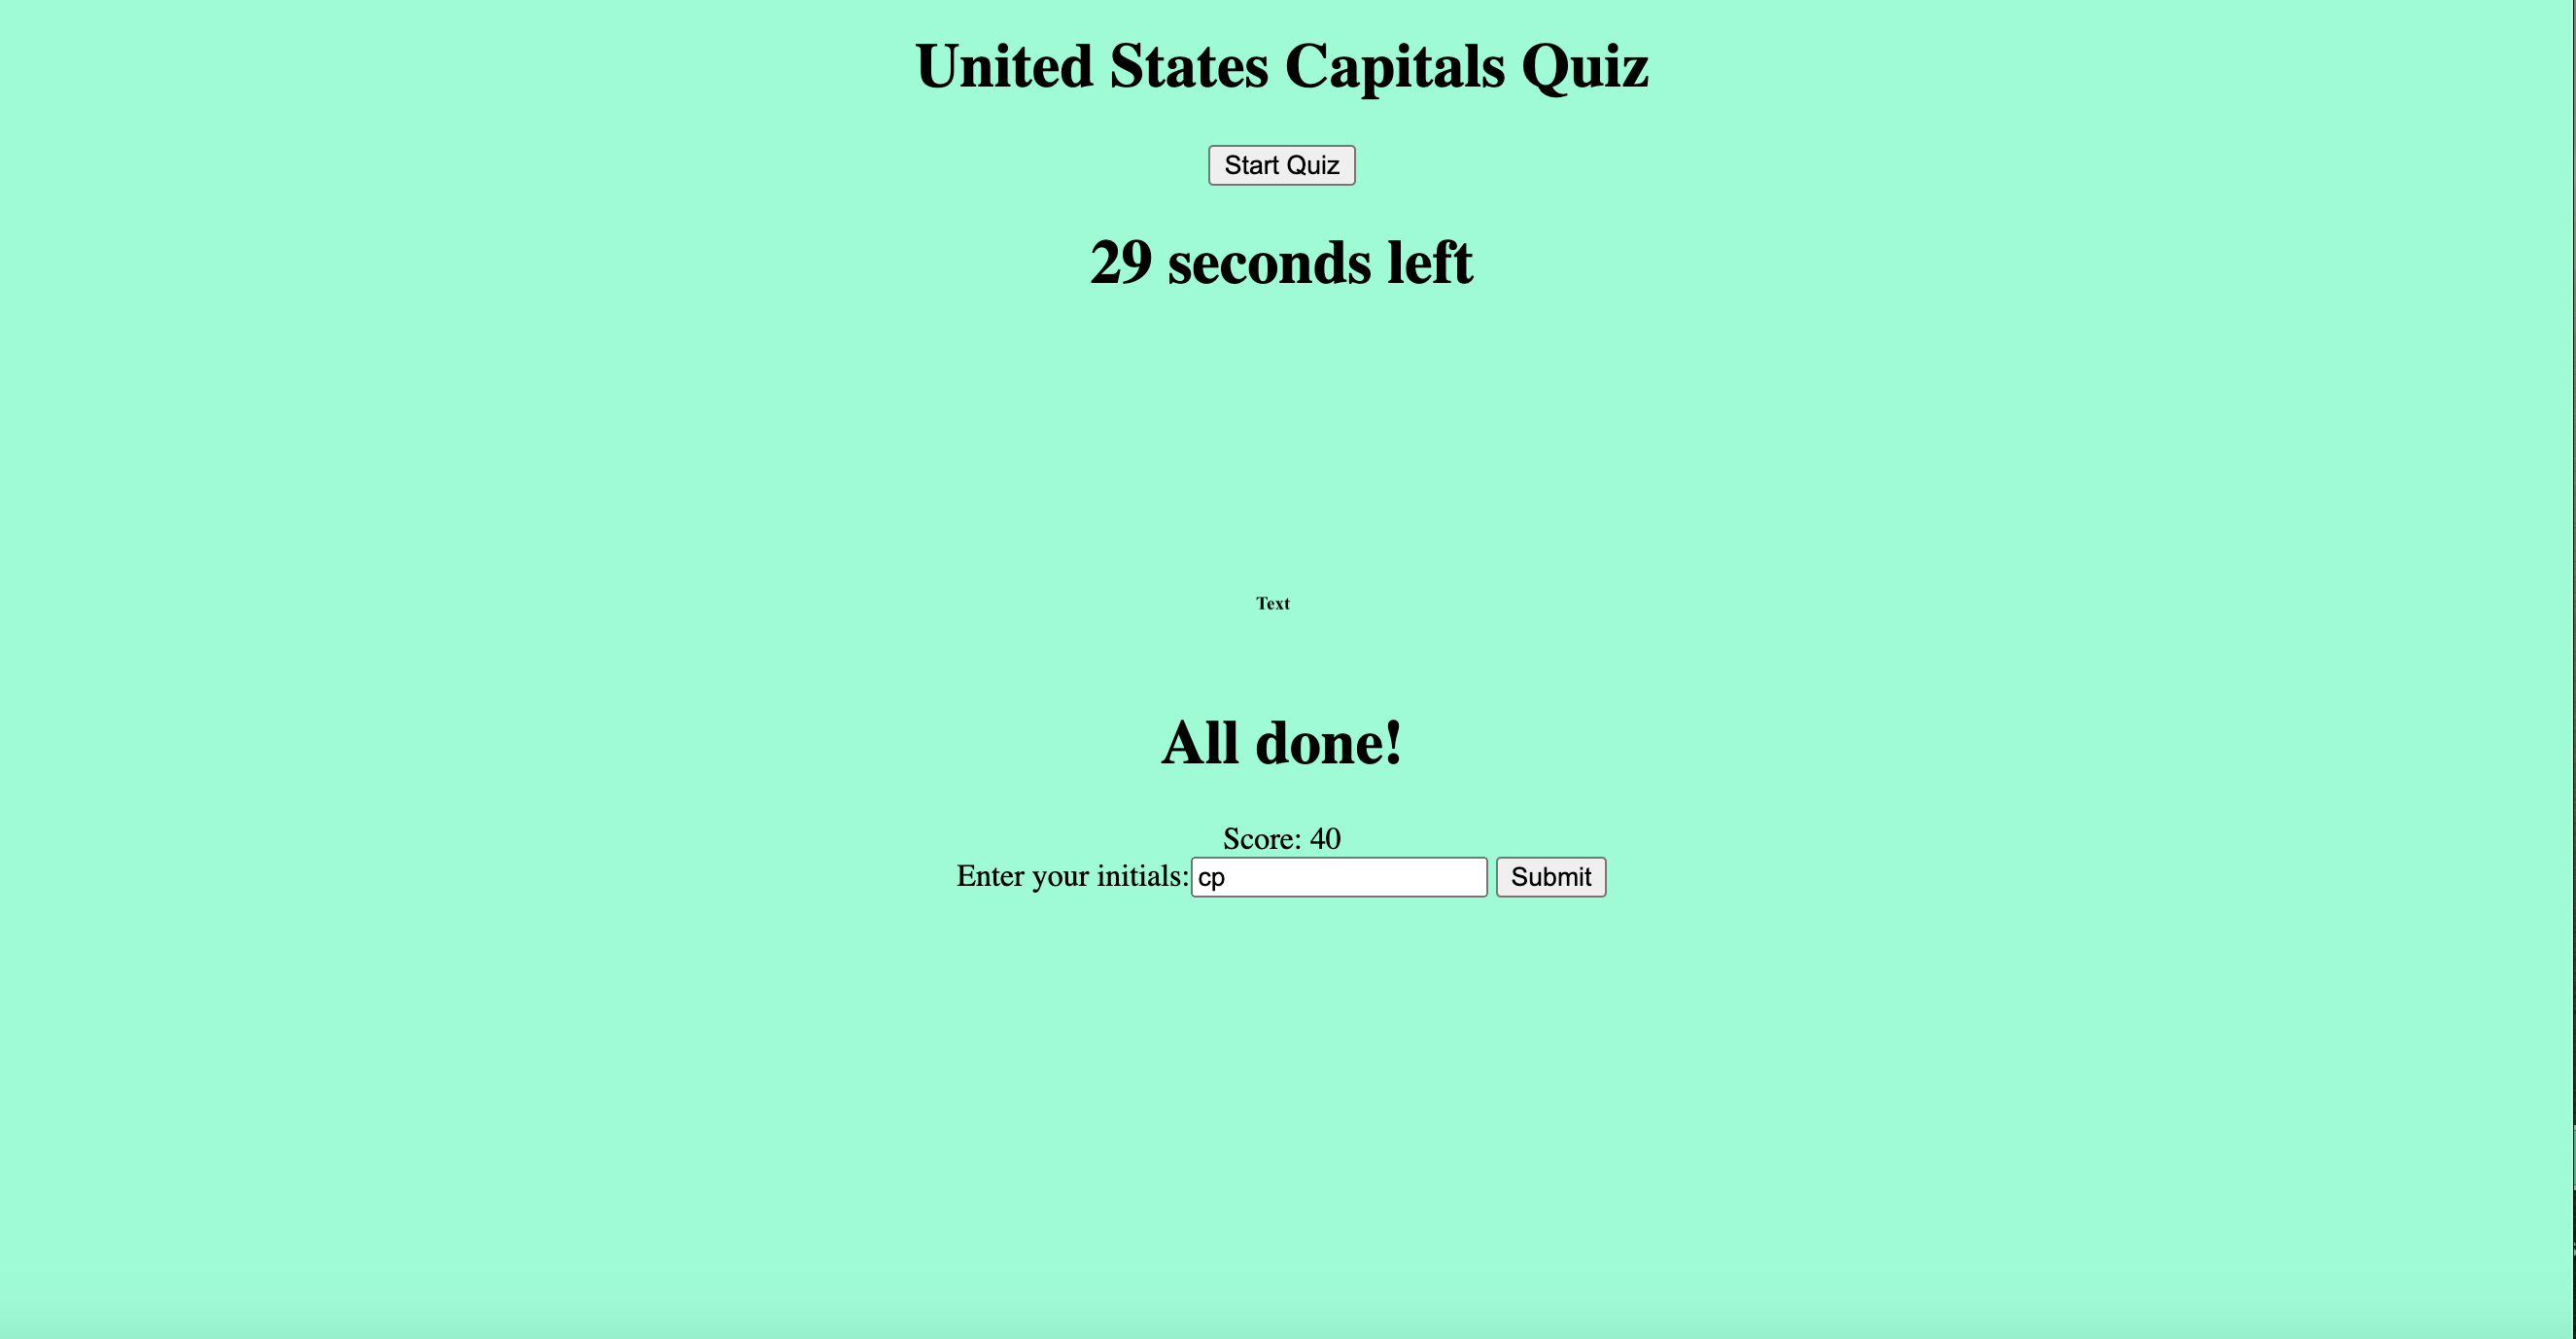 United States Capitals Quiz
Start Quiz
29 seconds left
Text
All done!
Score: 40
Enter your initials: cp Submit